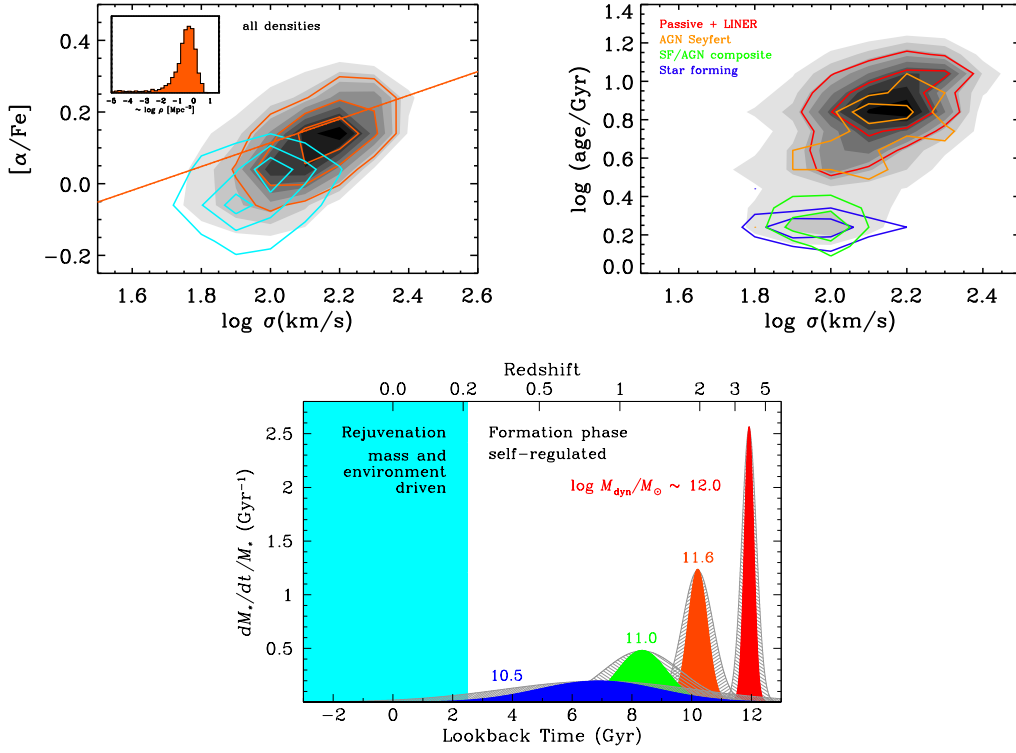 all densities
−5 −4 −3 −2 −1 0 1
~ log ρ [Mpc⁻³]
0.4
0.2
0.0
−0.2
[α/Fe]
1.6 1.8 2.0 2.2 2.4 2.6
log σ(km/s)
Passive + LINER
AGN Seyfert
SF/AGN composite
Star forming
1.4
1.2
1.0
0.8
0.6
0.4
0.2
0.0
log (age/Gyr)
1.6 1.8 2.0 2.2 2.4
log σ(km/s)
Redshift
0.0 0.2 0.5 1 2 3 5
Rejuvenation
mass and
environment
driven
Formation phase
self-regulated
log M_dyn/M_⊙ ~ 12.0
11.6
11.0
10.5
2.5
2
1.5
1
0.5
dM_*/dt/M_* (Gyr⁻¹)
−2 0 2 4 6 8 10 12
Lookback Time (Gyr)